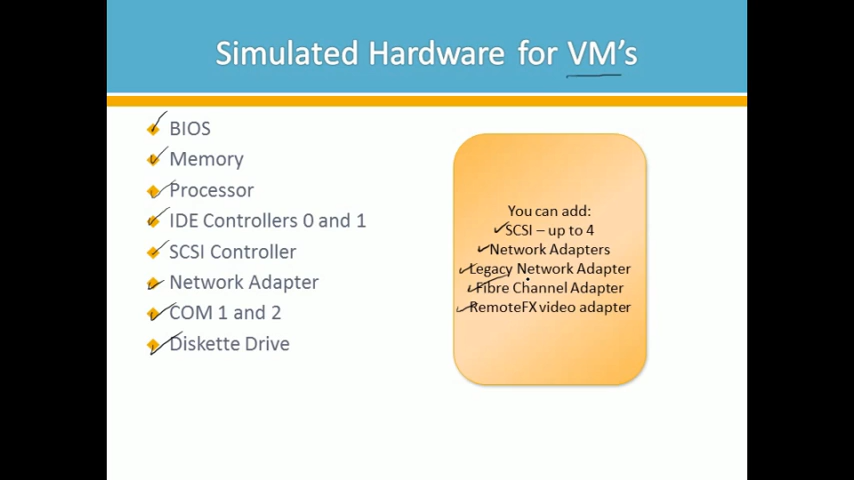 Simulated Hardware for VM's
BIOS
Memory
Processor
IDE Controllers 0 and 1
SCSI Controller
Network Adapter
COM 1 and 2
Diskette Drive
You can add:
SCSI – up to 4
Network Adapters
Legacy Network Adapter
Fibre Channel Adapter
RemoteFX video adapter